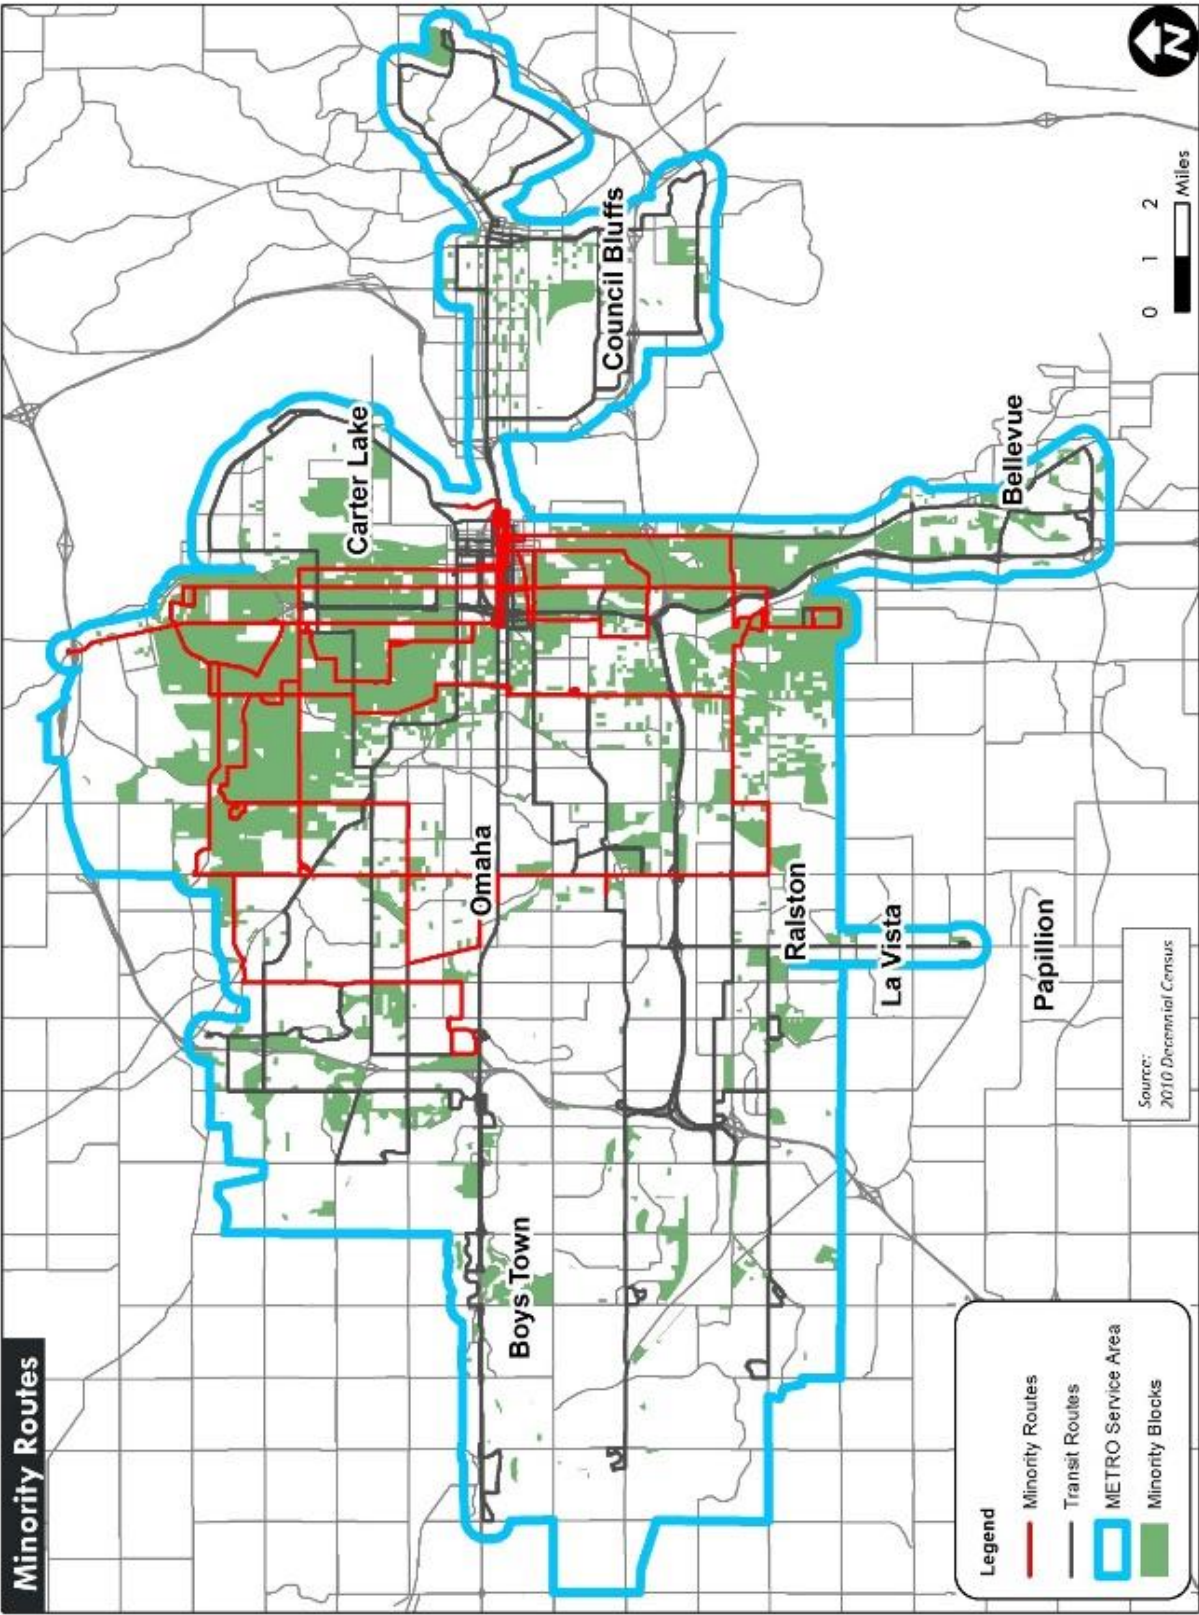 Minority Routes
Carter Lake
Council Bluffs
Omaha
Boys Town
Bellevue
Ralston
La Vista
Papillion
N
0 1 2
Miles
Source:
2010 Decennial Census
Legend
Minority Routes
Transit Routes
METRO Service Area
Minority Blocks